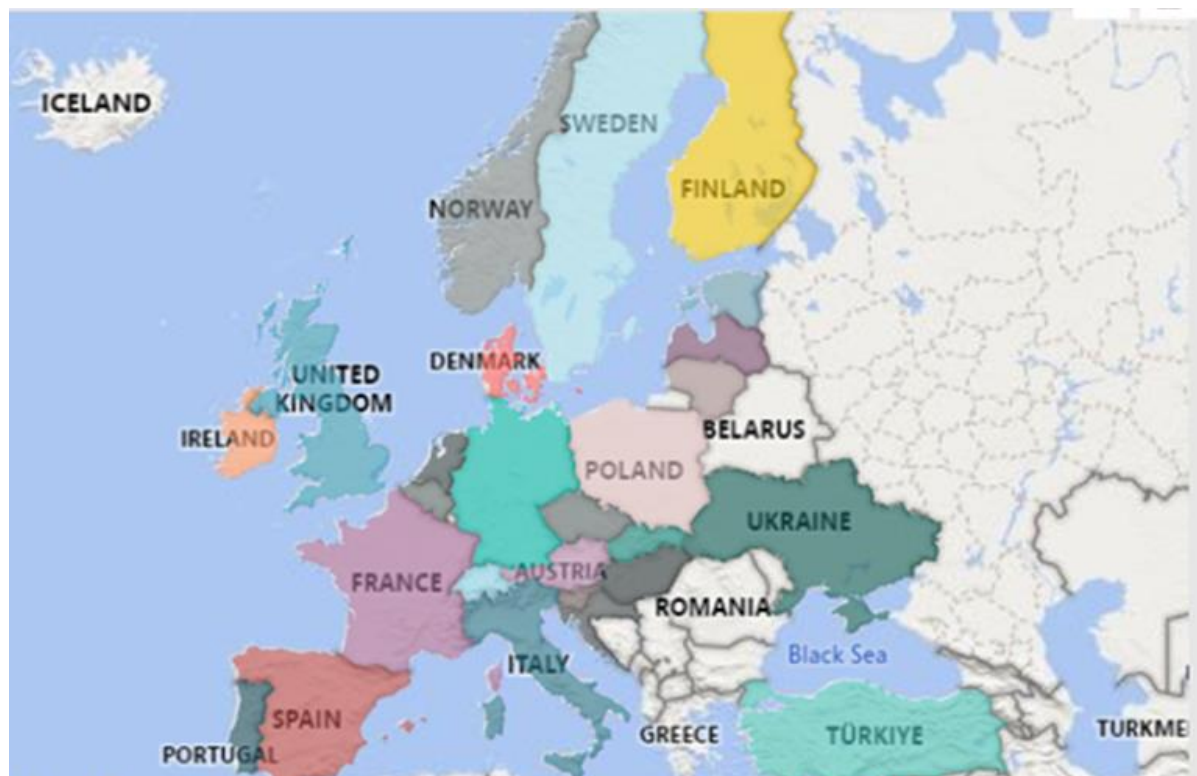 ICELAND
SWEDEN
FINLAND
NORWAY
DENMARK
UNITED
KINGDOM
IRELAND
BELARUS
POLAND
UKRAINE
FRANCE
AUSTRIA
ROMANIA
Black Sea
ITALY
SPAIN
GREECE
TÜRKIYE
TURKME
PORTUGAL